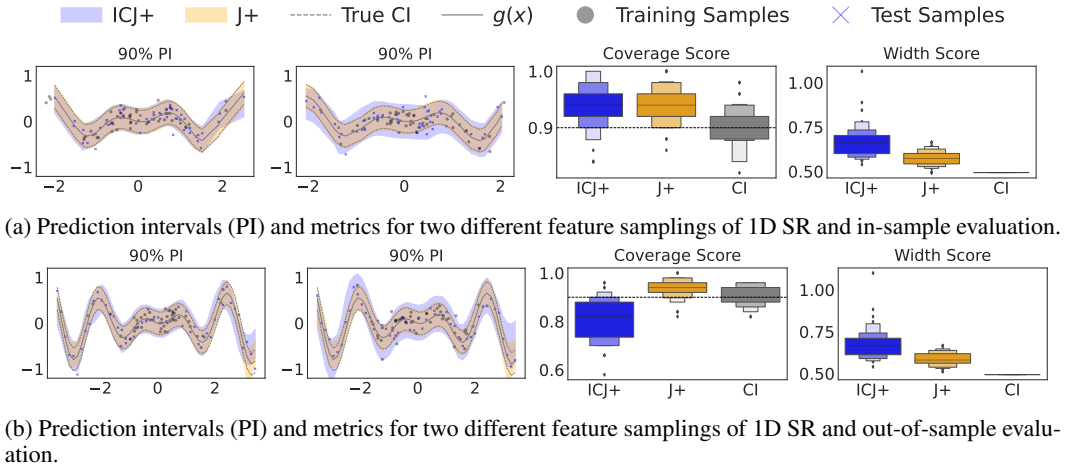 ICJ+ J+ True CI g(x) Training Samples Test Samples
90% PI 90% PI Coverage Score Width Score
1 1 1.0 1.00
0 0 0.9 0.75
−1 −1 0.50
−2 0 2 −2 0 2 ICJ+ J+ CI ICJ+ J+ CI
(a) Prediction intervals (PI) and metrics for two different feature samplings of 1D SR and in-sample evaluation.
90% PI 90% PI Coverage Score Width Score
1 1 1.0 1.00
0 0 0.8 0.75
−1 −1 0.6 0.50
−2 0 2 −2 0 2 ICJ+ J+ CI ICJ+ J+ CI
(b) Prediction intervals (PI) and metrics for two different feature samplings of 1D SR and out-of-sample evalu-
ation.